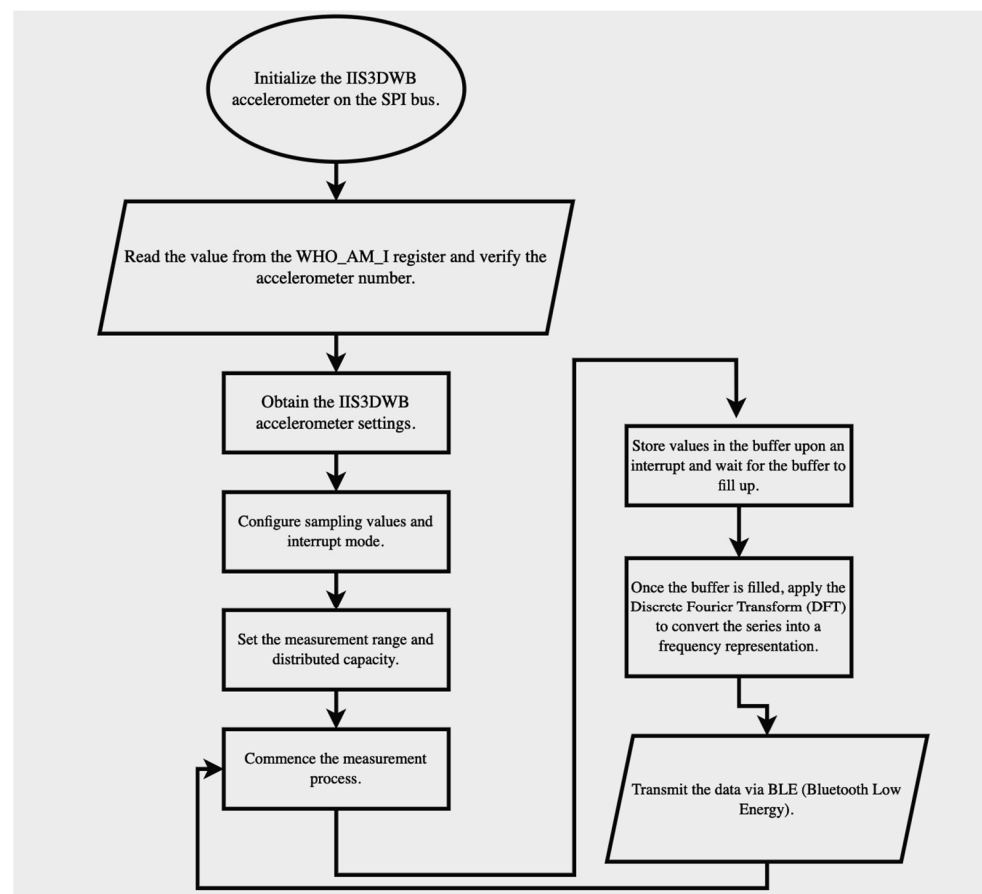 Initialize the IIS3DWB
accelerometer on the SPI bus.
Read the value from the WHO_AM_I register and verify the
accelerometer number.
Obtain the IIS3DWB
accelerometer settings.
Configure sampling values and
interrupt mode.
Set the measurement range and
distributed capacity.
Commence the measurement
process.
Store values in the buffer upon an
interrupt and wait for the buffer to
fill up.
Once the buffer is filled, apply the
Discrete Fourier Transform (DFT)
to convert the series into a
frequency representation.
Transmit the data via BLE (Bluetooth Low
Energy).